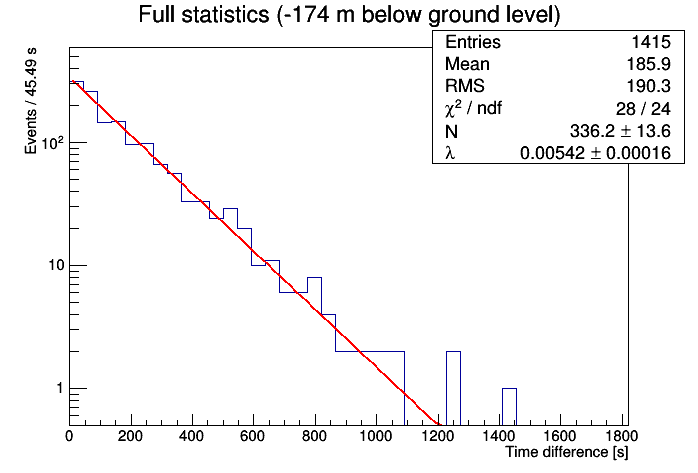 Full statistics (-174 m below ground level)
Entries 1415
Mean 185.9
RMS 190.3
χ² / ndf 28 / 24
N 336.2 ± 13.6
λ 0.00542 ± 0.00016
Events / 45.49 s
10²
10
1
0 200 400 600 800 1000 1200 1400 1600 1800
Time difference [s]